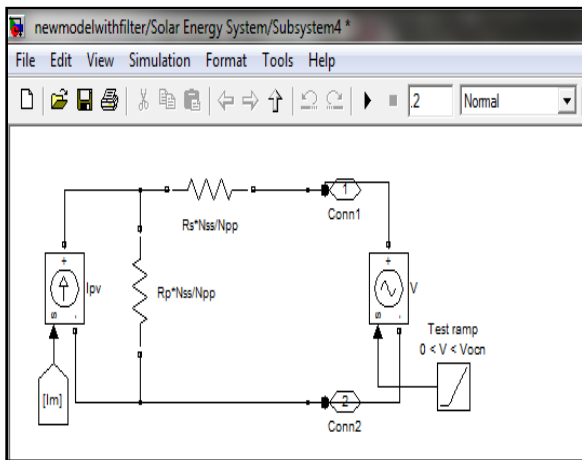 newmodelwithfilter/Solar Energy System/Subsystem4 *
File Edit View Simulation Format Tools Help
.2 Normal
1
Conn1
Rs*Nss/Npp
+
Ipv
s -
Rp*Nss/Npp
+
V
s -
Test ramp
0 < V < Vocn
[Im]
2
Conn2